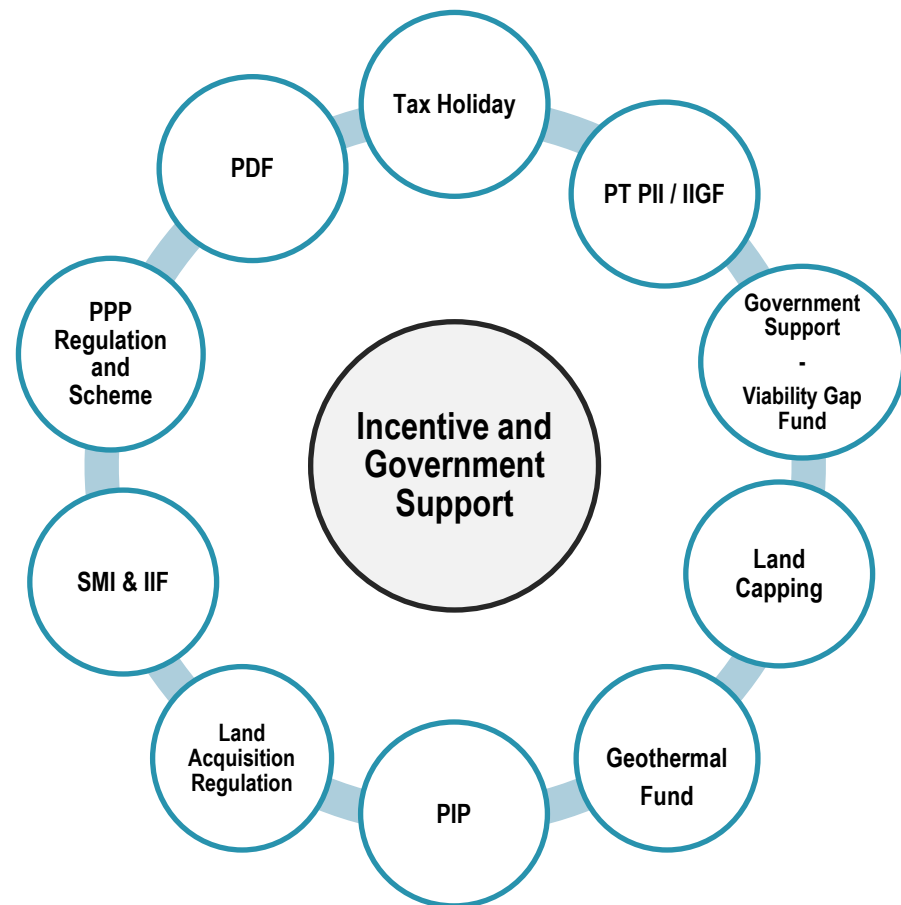 Tax Holiday
PT PII / IIGF
Government
Support
-
Viability Gap
Fund
Land
Capping
Geothermal
Fund
PIP
Land
Acquisition
Regulation
SMI & IIF
PPP
Regulation
and
Scheme
PDF
Incentive and
Government
Support